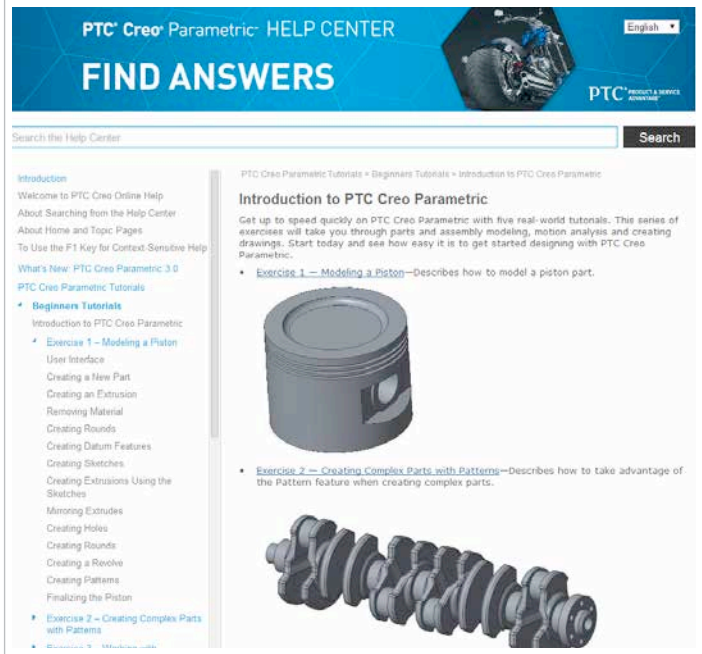 PTC® Creo® Parametric™ HELP CENTER
English
FIND ANSWERS
PTC® PRODUCT & SERVICE
ADVANTAGE®
Search the Help Center
Search
Introduction
Welcome to PTC Creo Online Help
About Searching from the Help Center
About Home and Topic Pages
To Use the F1 Key for Context-Sensitive Help
What's New: PTC Creo Parametric 3.0
PTC Creo Parametric Tutorials
Beginners Tutorials
Introduction to PTC Creo Parametric
Exercise 1 – Modeling a Piston
User Interface
Creating a New Part
Creating an Extrusion
Removing Material
Creating Rounds
Creating Datum Features
Creating Sketches
Creating Extrusions Using the
Sketches
Mirroring Extrudes
Creating Holes
Creating Rounds
Creating a Revolve
Creating Patterns
Finalizing the Piston
Exercise 2 – Creating Complex Parts
with Patterns
PTC Creo Parametric Tutorials > Beginners Tutorials > Introduction to PTC Creo Parametric
Introduction to PTC Creo Parametric
Get up to speed quickly on PTC Creo Parametric with five real-world tutorials. This series of
exercises will take you through parts and assembly modeling, motion analysis and creating
drawings. Start today and see how easy it is to get started designing with PTC Creo
Parametric.
• Exercise 1 — Modeling a Piston—Describes how to model a piston part.
• Exercise 2 — Creating Complex Parts with Patterns—Describes how to take advantage of
the Pattern feature when creating complex parts.